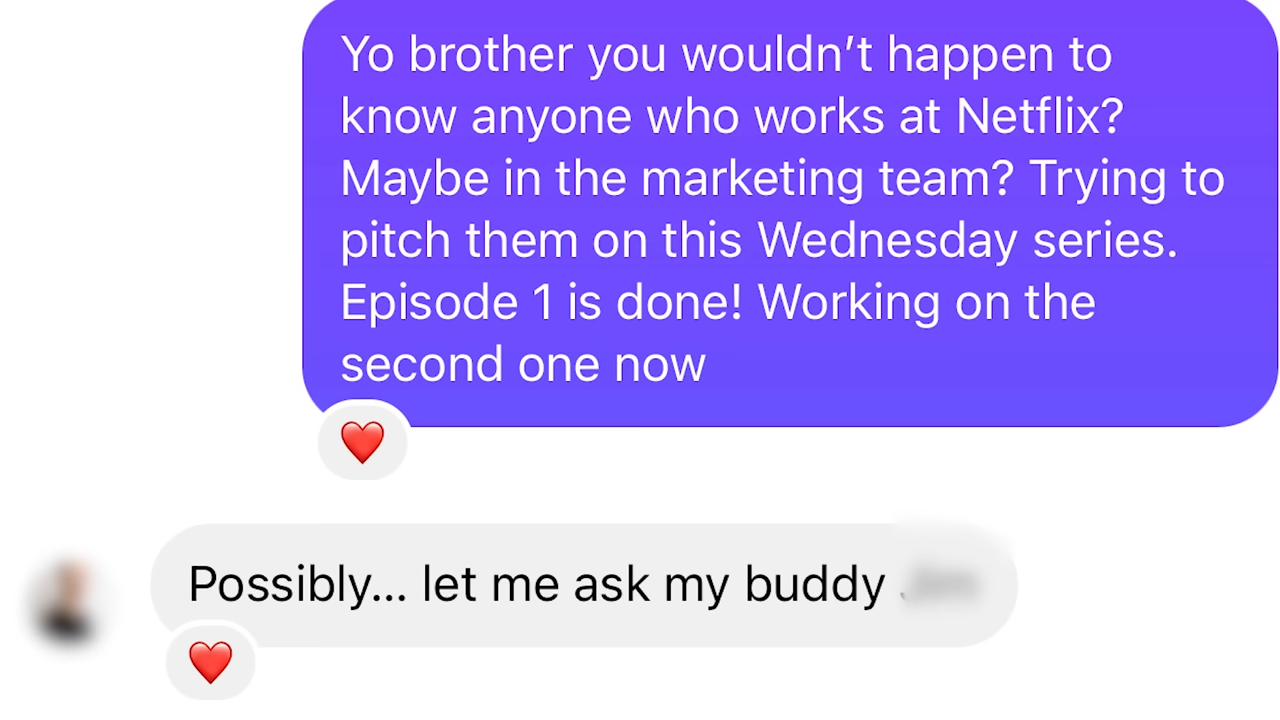 Yo brother you wouldn’t happen to
know anyone who works at Netflix?
Maybe in the marketing team? Trying to
pitch them on this Wednesday series.
Episode 1 is done! Working on the
second one now
Possibly... let me ask my buddy